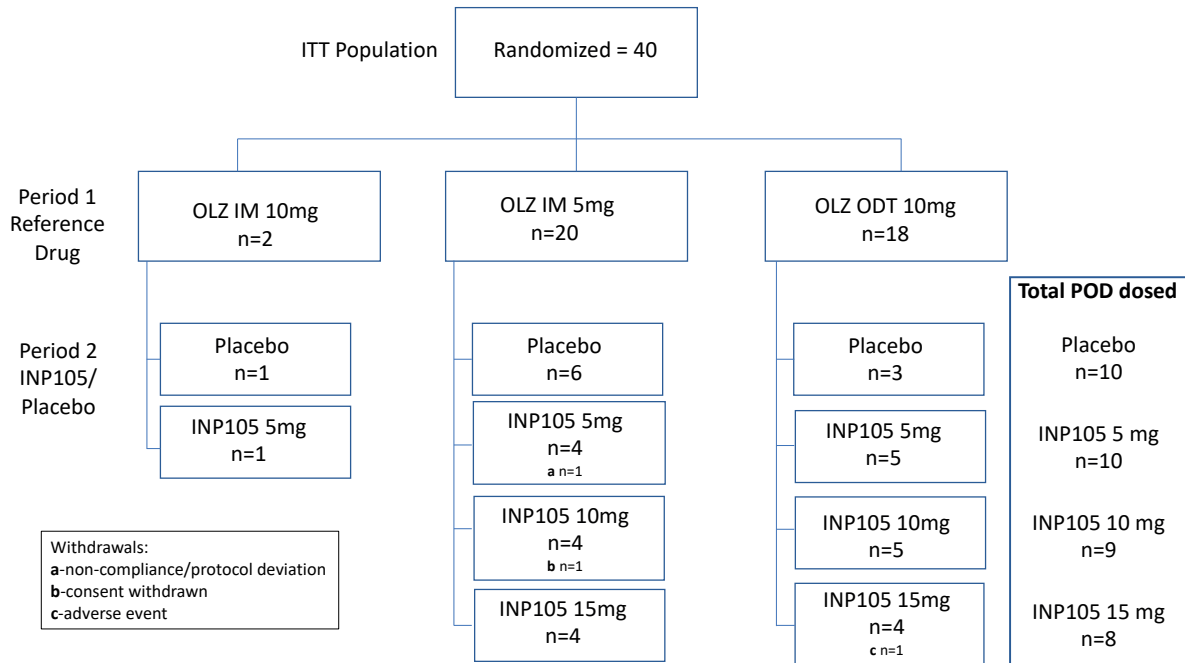 ITT Population
Randomized = 40
Period 1
Reference
Drug
OLZ IM 10mg
n=2
OLZ IM 5mg
n=20
OLZ ODT 10mg
n=18
Total POD dosed
Period 2
INP105/
Placebo
Placebo
n=1
Placebo
n=6
Placebo
n=3
Placebo
n=10
INP105 5mg
n=1
INP105 5mg
n=4
a n=1
INP105 5mg
n=5
INP105 5 mg
n=10
INP105 10mg
n=4
b n=1
INP105 10mg
n=5
INP105 10 mg
n=9
INP105 15mg
n=4
INP105 15mg
n=4
c n=1
INP105 15 mg
n=8
Withdrawals:
a-non-compliance/protocol deviation
b-consent withdrawn
c-adverse event